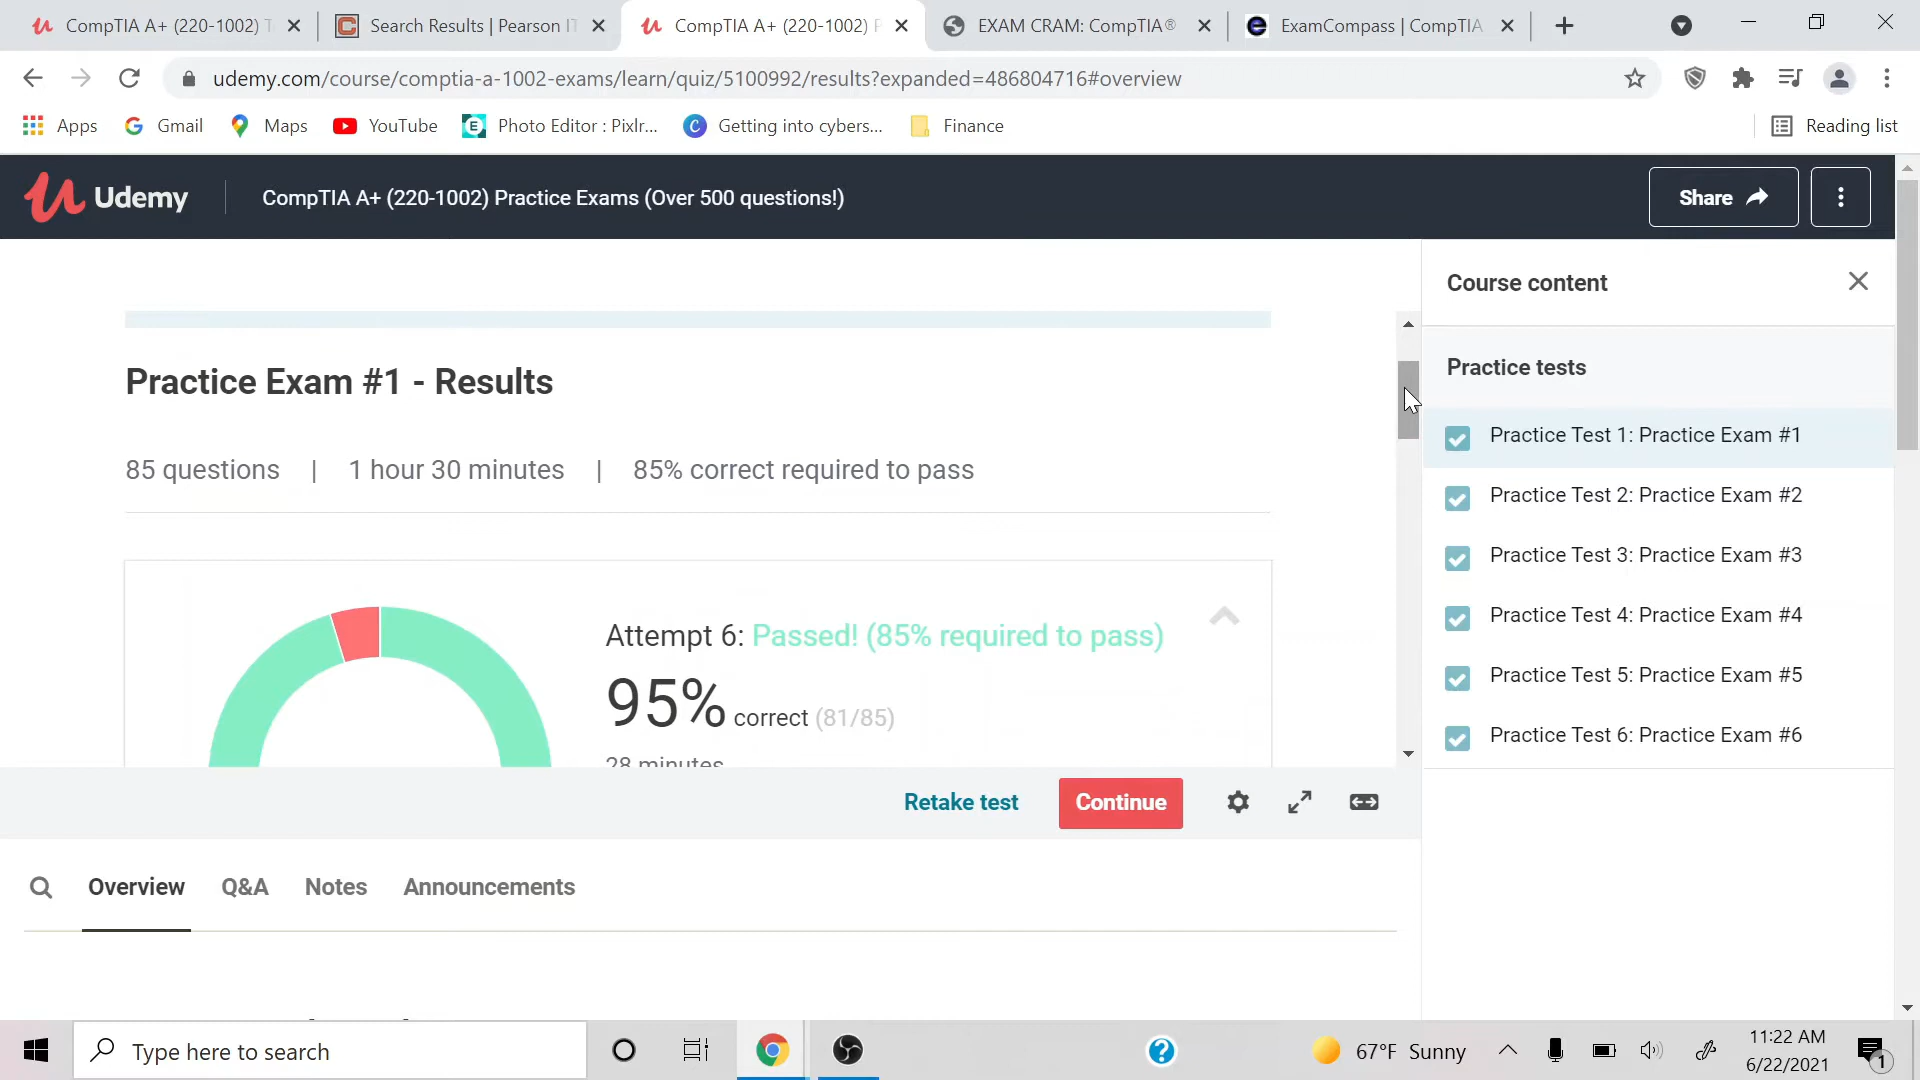 CompTIA A+ (220-1002) T
Search Results | Pearson IT
CompTIA A+ (220-1002) P
EXAM CRAM: CompTIA®
ExamCompass | CompTIA
udemy.com/course/comptia-a-1002-exams/learn/quiz/5100992/results?expanded=486804716#overview
Apps
Gmail
Maps
YouTube
Photo Editor : Pixlr...
Getting into cybers...
Finance
Reading list
Udemy
CompTIA A+ (220-1002) Practice Exams (Over 500 questions!)
Share
Course content
Practice Exam #1 - Results
Practice tests
85 questions | 1 hour 30 minutes | 85% correct required to pass
Practice Test 1: Practice Exam #1
Practice Test 2: Practice Exam #2
Practice Test 3: Practice Exam #3
Practice Test 4: Practice Exam #4
Practice Test 5: Practice Exam #5
Practice Test 6: Practice Exam #6
Attempt 6: Passed! (85% required to pass)
95% correct (81/85)
28 minutes
Retake test
Continue
Overview
Q&A
Notes
Announcements
Type here to search
67°F Sunny
11:22 AM
6/22/2021
1